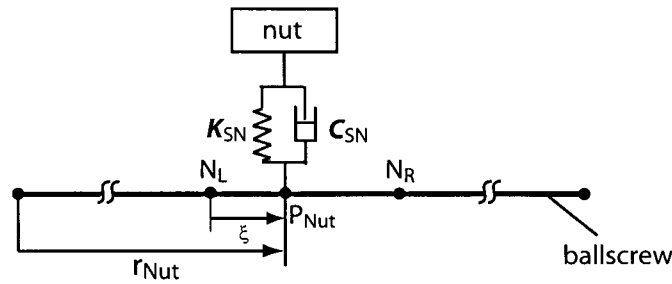 nut
K_SN C_SN
N_L N_R
P_Nut
ξ
ballscrew
r_Nut